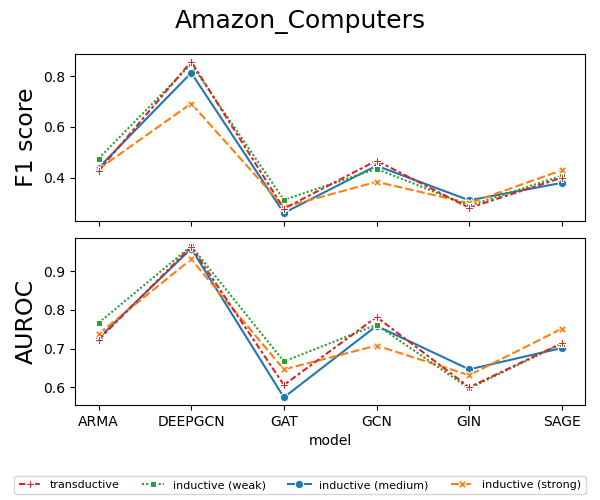 Amazon_Computers
F1 score
0.8
0.6
0.4
AUROC
0.9
0.8
0.7
0.6
ARMA DEEPGCN GAT GCN GIN SAGE
model
transductive inductive (weak) inductive (medium) inductive (strong)